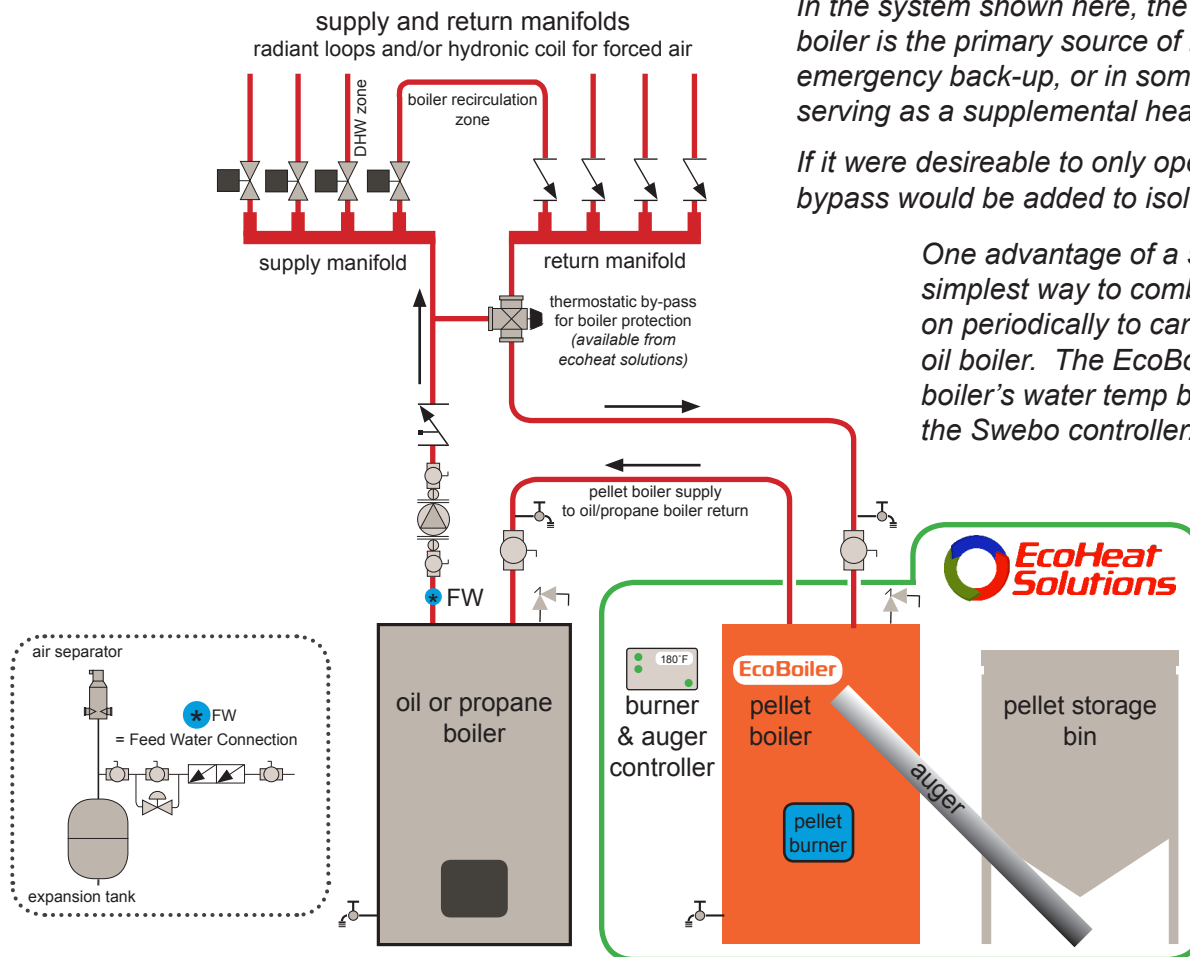 supply and return manifolds
radiant loops and/or hydronic coil for forced air
DHW zone
boiler recirculation
zone
supply manifold
return manifold
thermostatic by-pass
for boiler protection
(available from
ecoheat solutions)
In the system shown here, the
boiler is the primary source of
emergency back-up, or in som
serving as a supplemental hea
If it were desireable to only ope
bypass would be added to isol
One advantage of a s
simplest way to comb
on periodically to car
oil boiler. The EcoBo
boiler's water temp b
the Swebo controller.
pellet boiler supply
to oil/propane boiler return
* FW
EcoHeat
Solutions
air separator
* FW
= Feed Water Connection
expansion tank
oil or propane
boiler
180˚F
burner
& auger
controller
EcoBoiler
pellet
boiler
pellet
burner
auger
pellet storage
bin